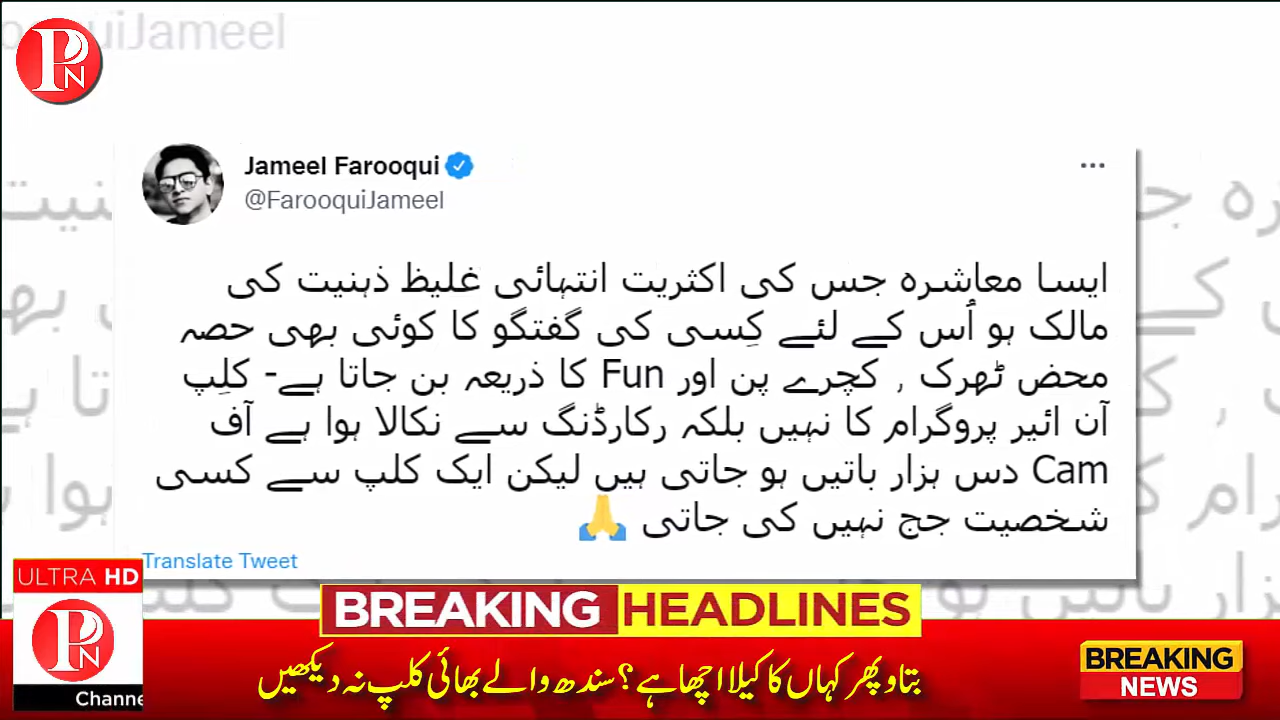 PN
Jameel Farooqui
@FarooquiJameel
ایسا معاشرہ جس کی اکثریت انتہائی غلیظ ذہنیت کی
مالک ہو اُس کے لئے کِسی کی گفتگو کا کوئی بھی حصہ
محض ٹھرک , کچرے پن اور Fun کا ذریعہ بن جاتا ہے- کلِپ
آن ائیر پروگرام کا نہیں بلکہ رکارڈنگ سے نکالا ہوا ہے آف
Cam دس ہزار باتیں ہو جاتی ہیں لیکن ایک کلپ سے کسی
شخصیت جج نہیں کی جاتی 🙏
Translate Tweet
ULTRA HD
PN
Channe
BREAKING HEADLINES
بتاو پھر کہاں کا کیلا اچھا ہے؟ سندھ والے بھائی کلپ نہ دیکھیں
BREAKING
NEWS